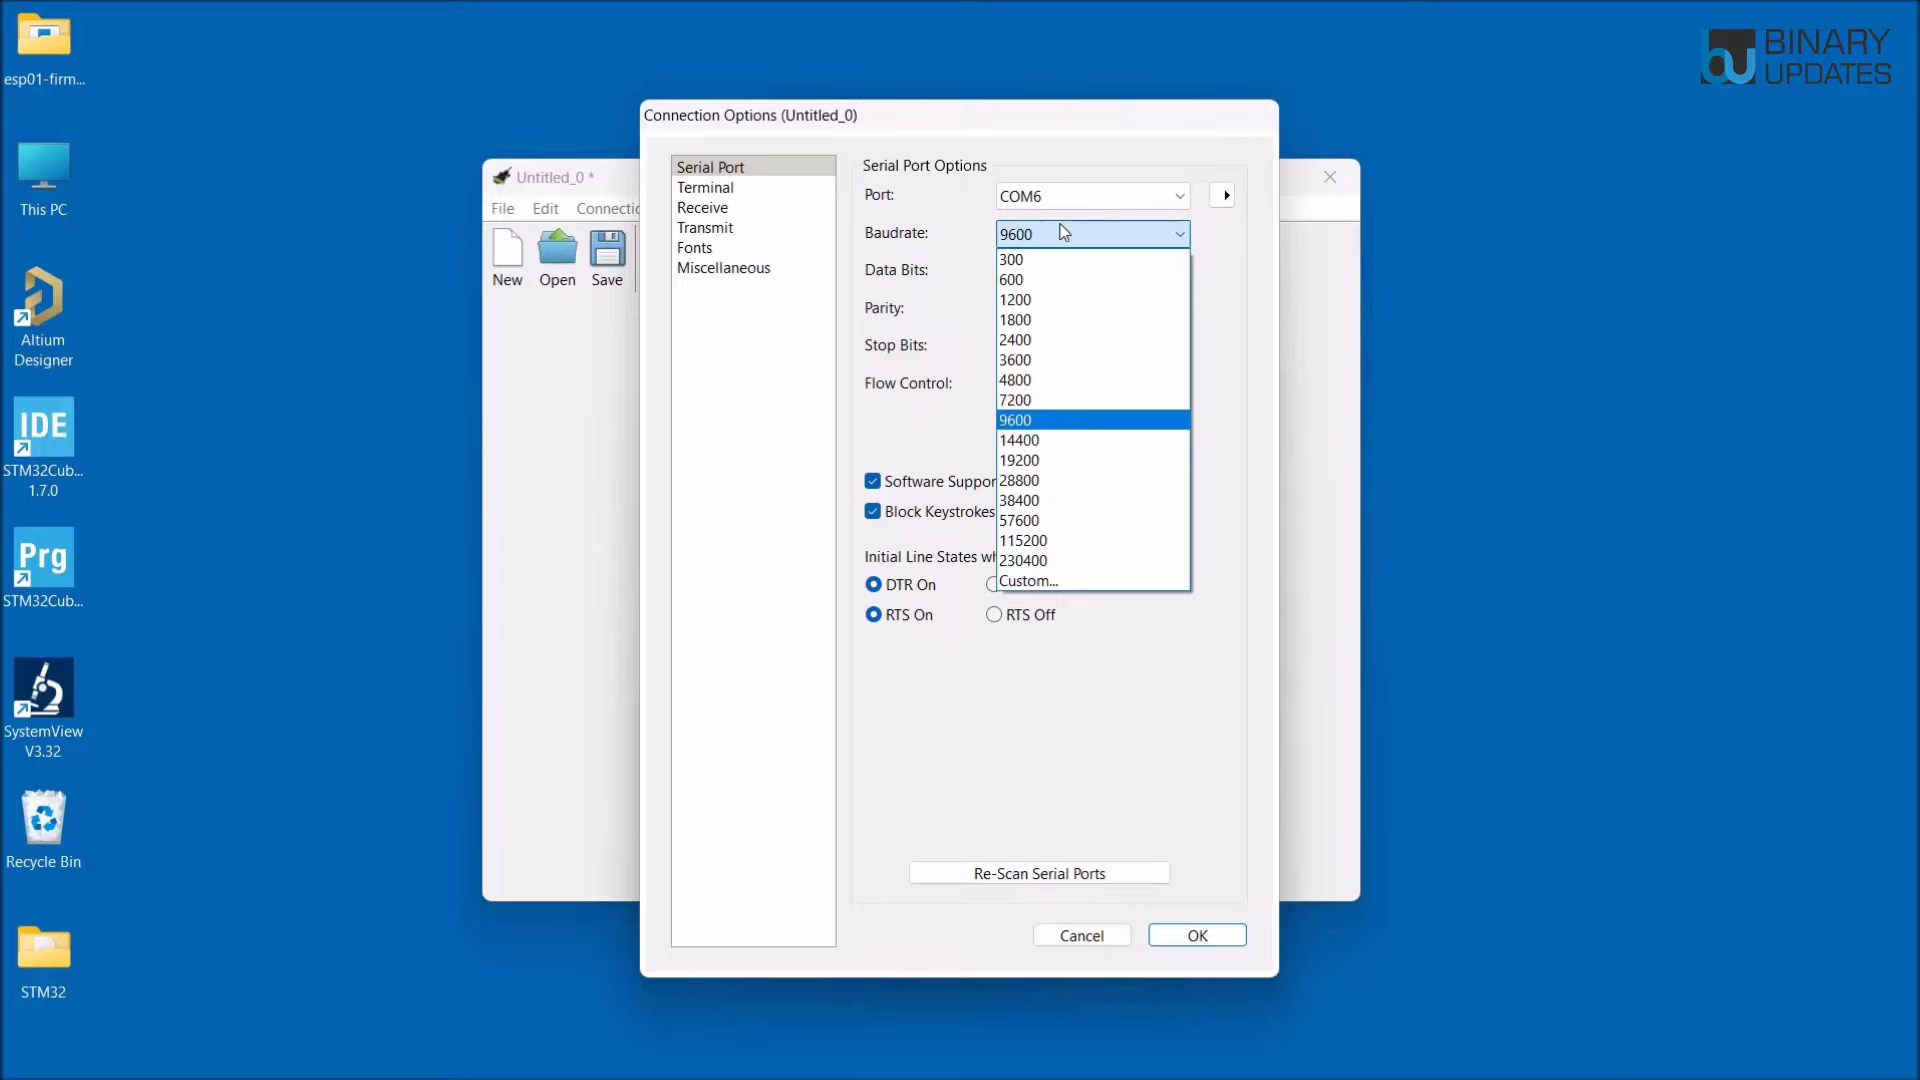 esp01-firm...
This PC
Altium
Designer
IDE
STM32Cub...
1.7.0
Prg
STM32Cub...
SystemView
V3.32
Recycle Bin
STM32
BINARY
UPDATES
Untitled_0 *
File Edit Connectio
New Open Save
Connection Options (Untitled_0)
Serial Port
Terminal
Receive
Transmit
Fonts
Miscellaneous
Serial Port Options
Port: COM6
Baudrate: 9600
300
600
1200
1800
2400
3600
4800
7200
9600
14400
19200
28800
38400
57600
115200
230400
Custom...
Data Bits:
Parity:
Stop Bits:
Flow Control:
Software Suppor
Block Keystrokes
Initial Line States wh
DTR On
RTS On RTS Off
Re-Scan Serial Ports
Cancel OK